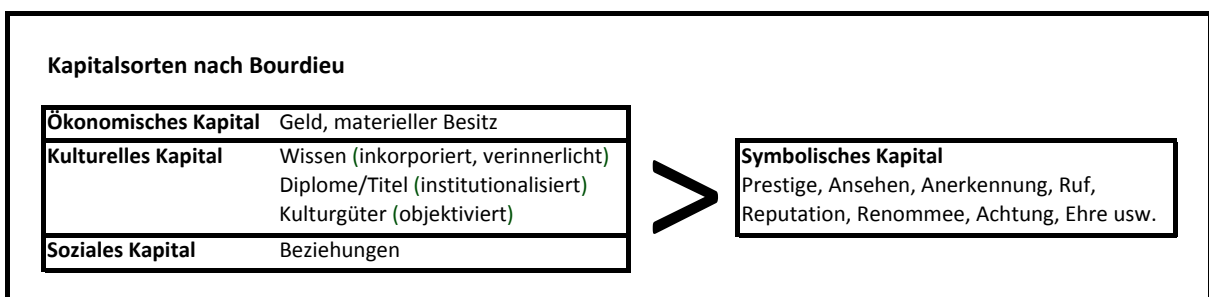 Kapitalsorten nach Bourdieu
Ökonomisches Kapital Geld, materieller Besitz
Kulturelles Kapital Wissen (inkorporiert, verinnerlicht)
Diplome/Titel (institutionalisiert)
Kulturgüter (objektiviert)
Soziales Kapital Beziehungen
>
Symbolisches Kapital
Prestige, Ansehen, Anerkennung, Ruf,
Reputation, Renommee, Achtung, Ehre usw.